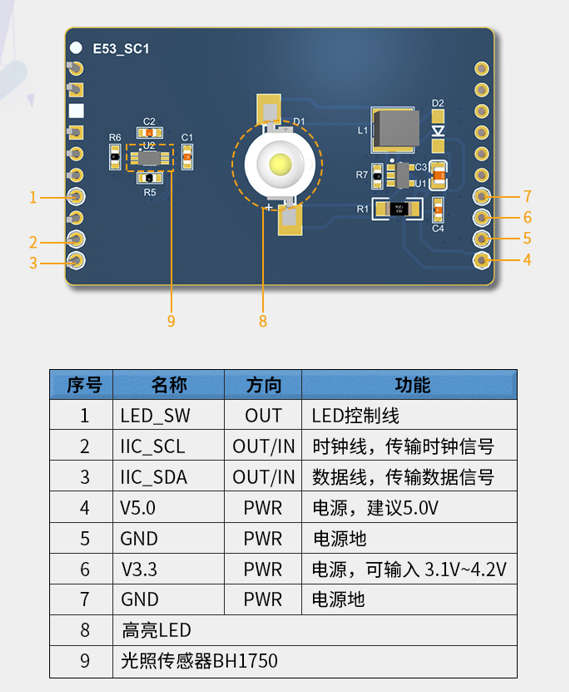 E53_SC1
D2
C2
D1
L1
R6
U2
C1
R7
C3
U1
R5
1
7
R1
6
2
C4
5
3
4
9
8
序号 名称 方向 功能
1 LED_SW OUT LED控制线
2 IIC_SCL OUT/IN 时钟线，传输时钟信号
3 IIC_SDA OUT/IN 数据线，传输数据信号
4 V5.0 PWR 电源，建议5.0V
5 GND PWR 电源地
6 V3.3 PWR 电源，可输入 3.1V~4.2V
7 GND PWR 电源地
8 高亮LED
9 光照传感器BH1750